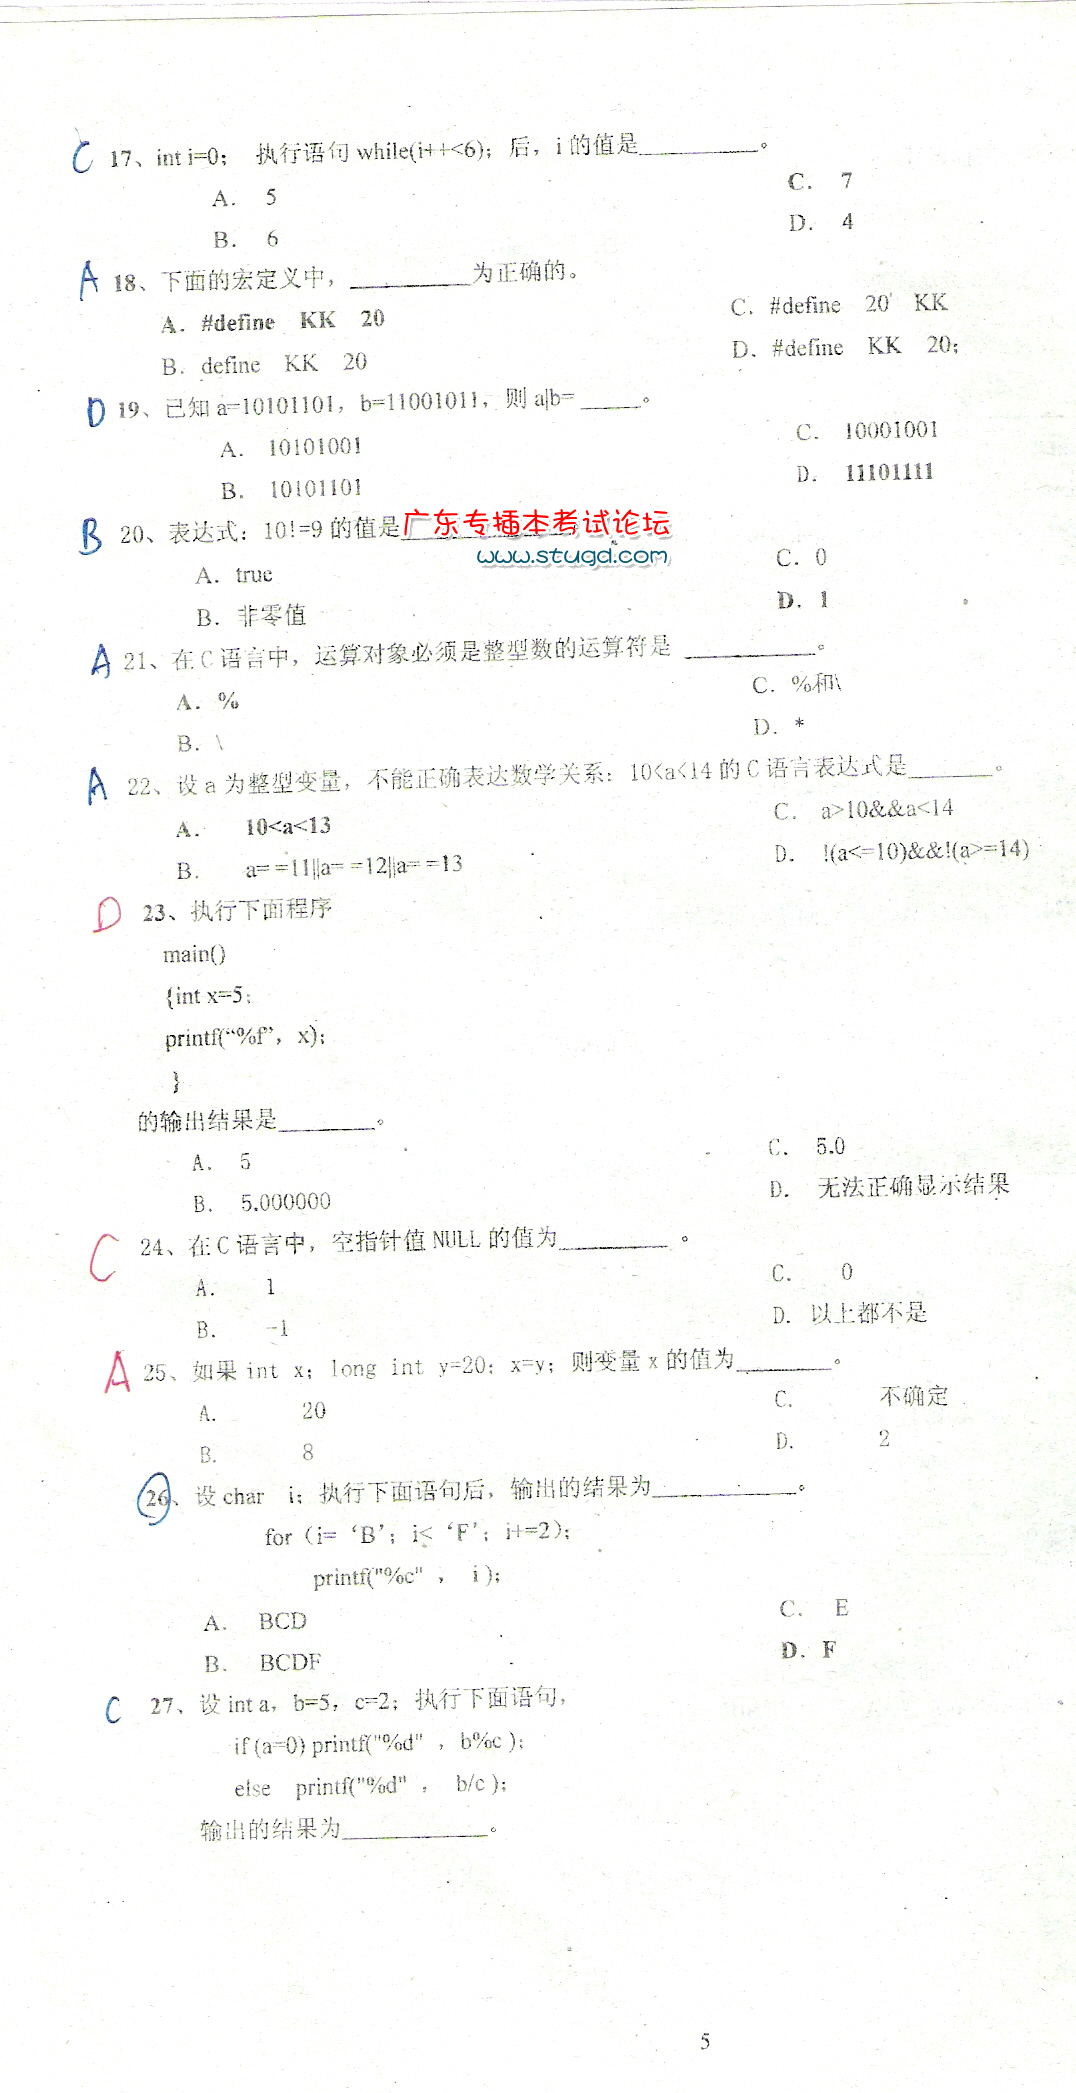 C 17、int i=0; 执行语句 while(i++<6); 后，i 的值是________。
A. 5
C. 7
B. 6
D. 4
A 18、下面的宏定义中，________为正确的。
A. #define KK 20
C. #define 20 KK
B. define KK 20
D. #define KK 20;
D 19、已知 a=10101101，b=11001011，则 a|b= _____。
A. 10101001
C. 10001001
B. 10101101
D. 11101111
B 20、表达式：10!=9 的值是________
广东专插本考试论坛
www.stugd.com
A. true
C. 0
B. 非零值
D. 1
A 21、在 C 语言中，运算对象必须是整型数的运算符是 ________。
A. %
C. %和\
B. \
D. *
A 22、设 a 为整型变量，不能正确表达数学关系：10<a<14 的 C 语言表达式是______。
A. 10<a<13
C. a>10&&a<14
B. a= =11||a= =12||a= =13
D. !(a<=10)&&!(a>=14)
D 23、执行下面程序
main()
{int x=5;
printf(“%f”，x);
}
的输出结果是________。
A. 5
C. 5.0
B. 5.000000
D. 无法正确显示结果
C 24、在 C 语言中，空指针值 NULL 的值为________ 。
A. 1
C. 0
B. -1
D. 以上都不是
A 25、如果 int x; long int y=20; x=y; 则变量 x 的值为________。
A. 20
C. 不确定
B. 8
D. 2
26、设 char i; 执行下面语句后，输出的结果为________。
for（i= ‘B’; i< ‘F’; i+=2);
printf("%c" , i );
A. BCD
C. E
B. BCDF
D. F
C 27、设 int a，b=5，c=2; 执行下面语句，
if (a=0) printf("%d" , b%c );
else printf("%d" , b/c );
输出的结果为________。
5